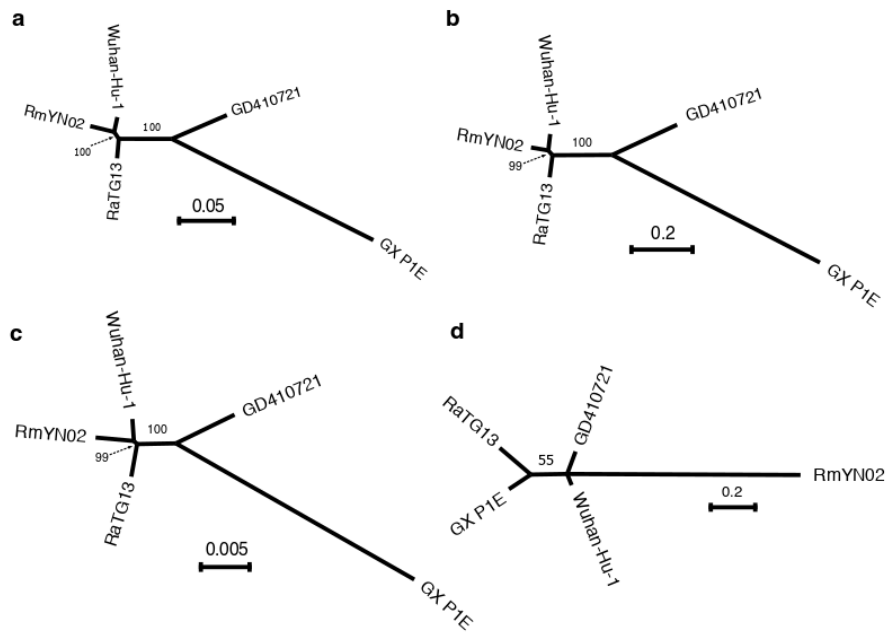 a
Wuhan-Hu-1
RmYN02
100
100
GD410721
RaTG13
0.05
GX P1E
b
Wuhan-Hu-1
RmYN02
99
100
GD410721
RaTG13
0.2
GX P1E
c
Wuhan-Hu-1
RmYN02
99
100
GD410721
RaTG13
0.005
GX P1E
d
RaTG13
GD410721
55
RmYN02
GX P1E
Wuhan-Hu-1
0.2